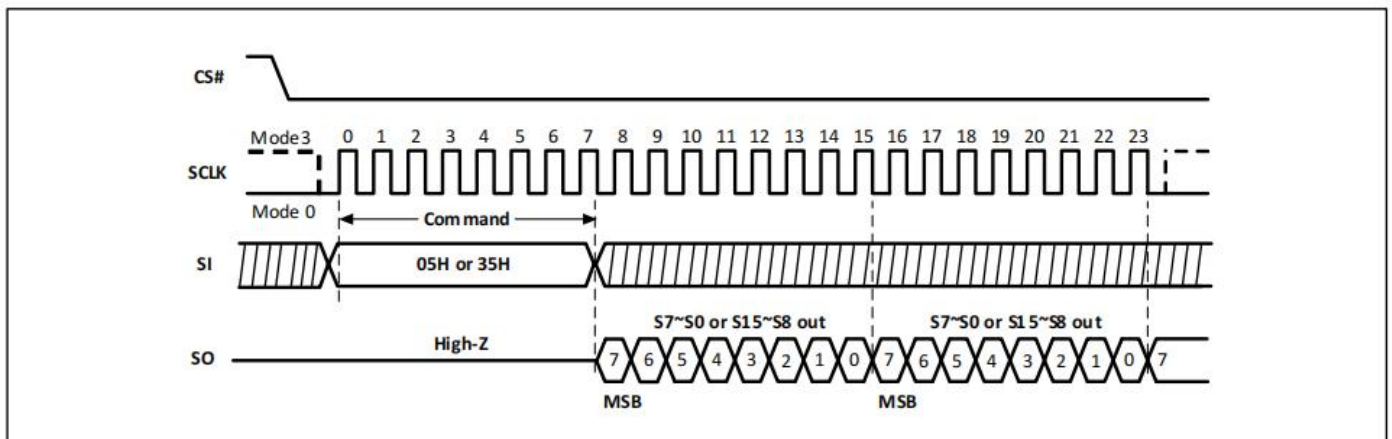 CS#
Mode3 0 1 2 3 4 5 6 7 8 9 10 11 12 13 14 15 16 17 18 19 20 21 22 23
SCLK
Mode 0
Command
SI 05H or 35H
S7~S0 or S15~S8 out S7~S0 or S15~S8 out
SO High-Z 7 6 5 4 3 2 1 0 7 6 5 4 3 2 1 0 7
MSB MSB